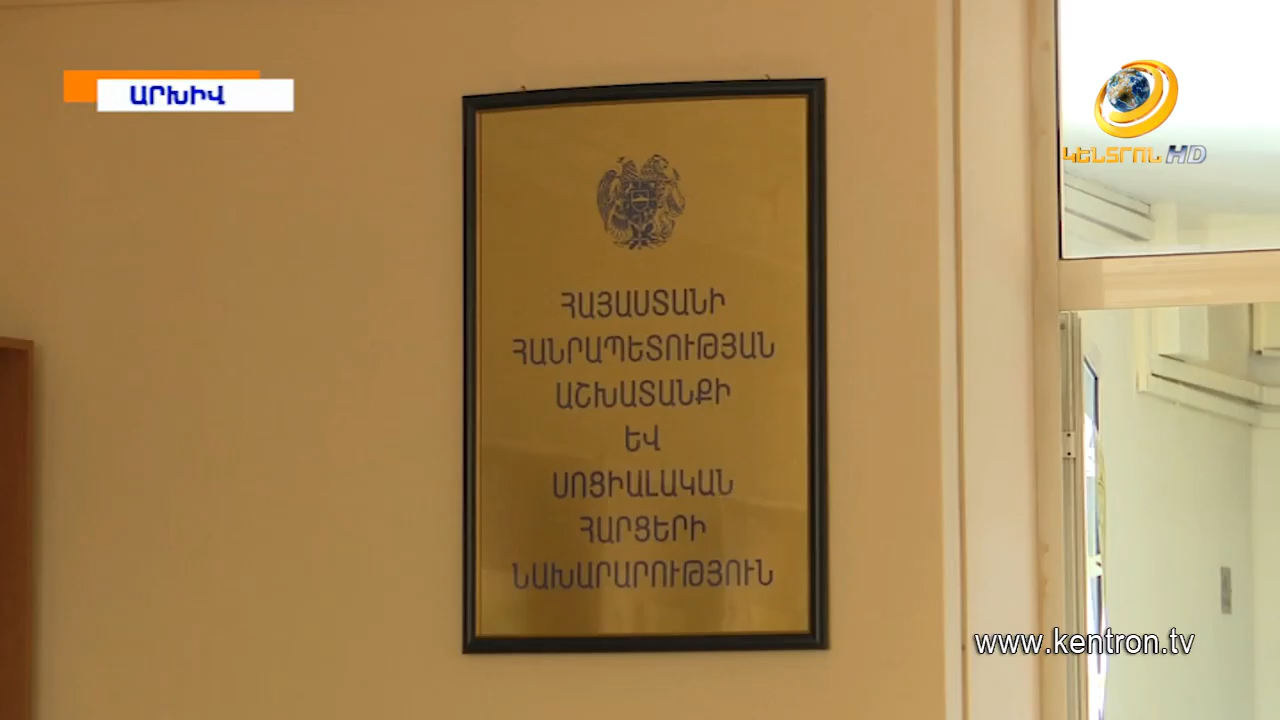 ԱՐԽԻՎ
ԿԵՆՏՐՈՆ HD
ՀԱՅԱՍՏԱՆԻ
ՀԱՆՐԱՊԵՏՈՒԹՅԱՆ
ԱՇԽԱՏԱՆՔԻ
ԵՎ
ՍՈՑԻԱԼԱԿԱՆ
ՀԱՐՑԵՐԻ
ՆԱԽԱՐԱՐՈՒԹՅՈՒՆ
www.kentron.tv